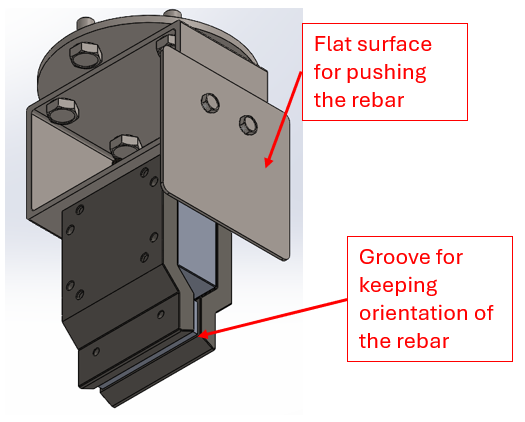 Flat surface
for pushing
the rebar
Groove for
keeping
orientation of
the rebar